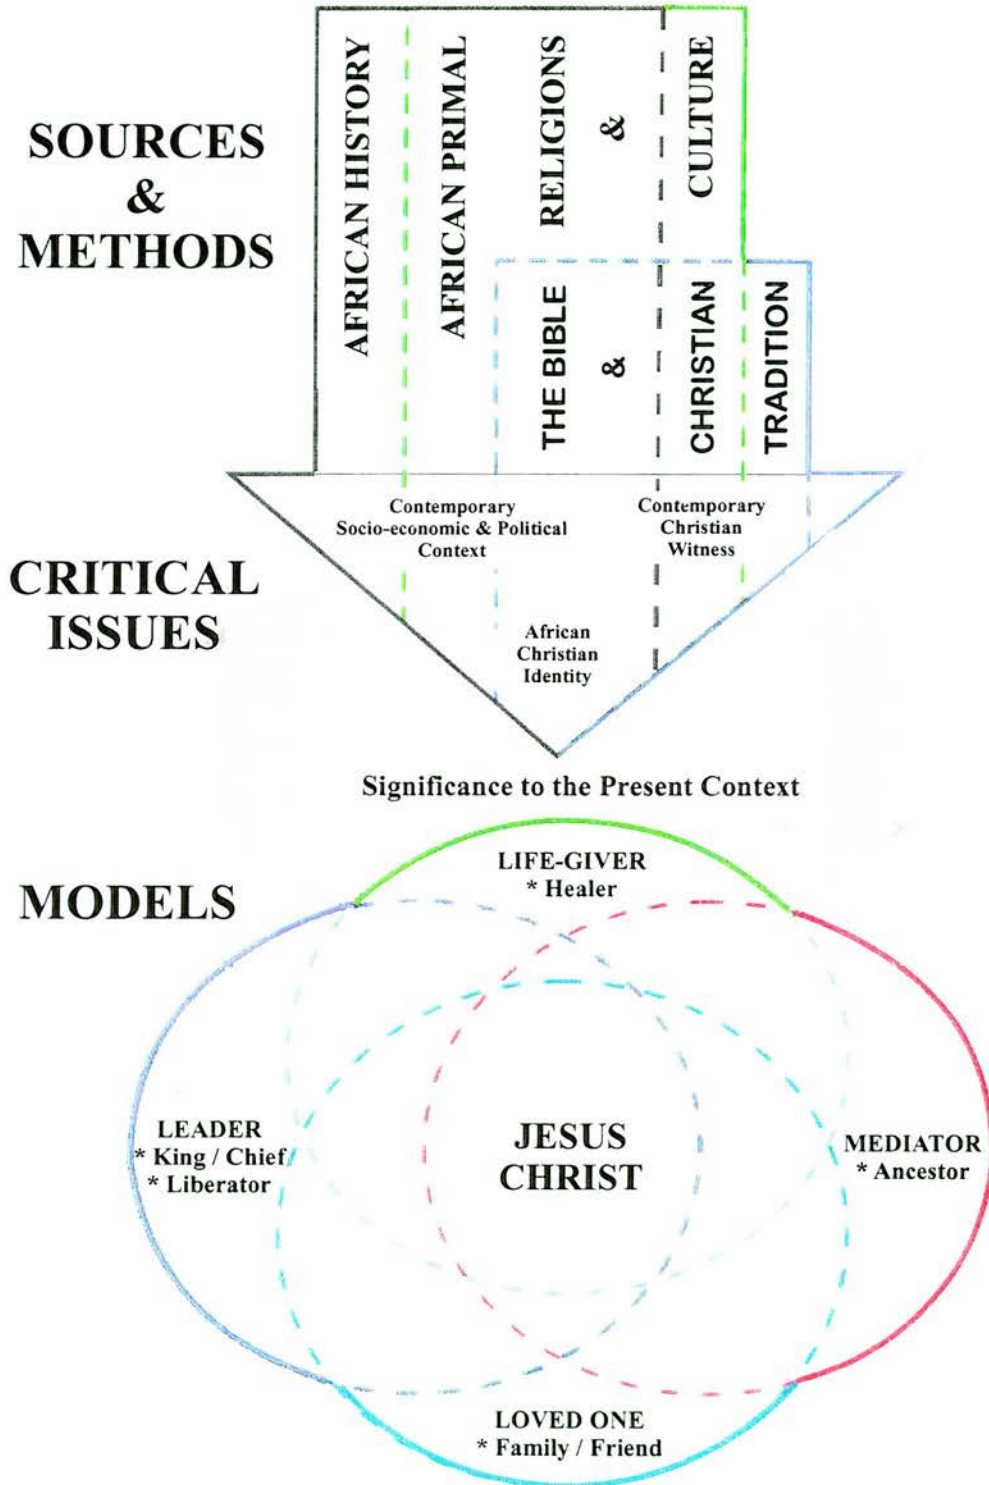 SOURCES
&
METHODS
AFRICAN HISTORY
AFRICAN PRIMAL
RELIGIONS &
CULTURE
THE BIBLE &
CHRISTIAN
TRADITION
CRITICAL
ISSUES
Contemporary
Socio-economic & Political
Context
Contemporary
Christian
Witness
African
Christian
Identity
Significance to the Present Context
MODELS
LIFE-GIVER
* Healer
LEADER
* King / Chief
* Liberator
JESUS
CHRIST
MEDIATOR
* Ancestor
LOVED ONE
* Family / Friend